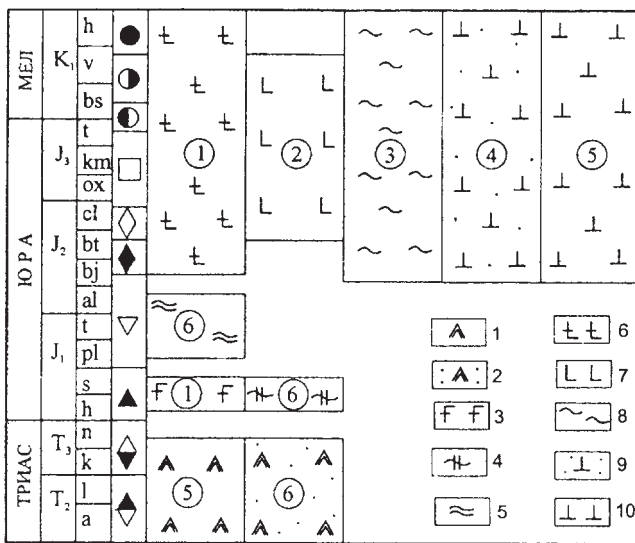 МЕЛ
K₁
h
v
bs
ЮРА
J₃
t
km
ox
J₂
cl
bt
bj
al
J₁
t
pl
s
h
ТРИАС
T₃
n
k
T₂
l
a
1
2
3
4
5
6
1
6
5
6
1
2
3
4
5
6
7
8
9
10